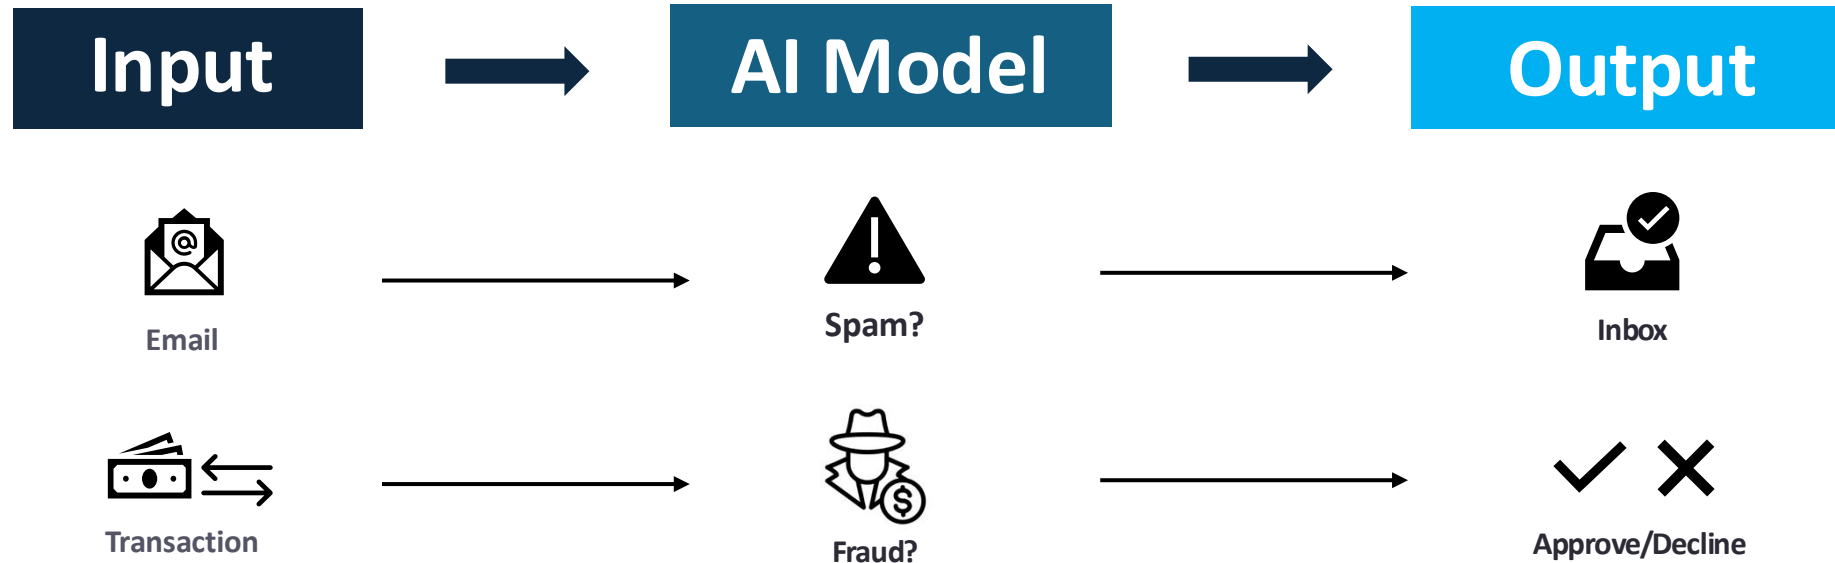 Input
AI Model
Output
@
Email
Spam?
Inbox
$
Transaction
Fraud?
Approve/Decline